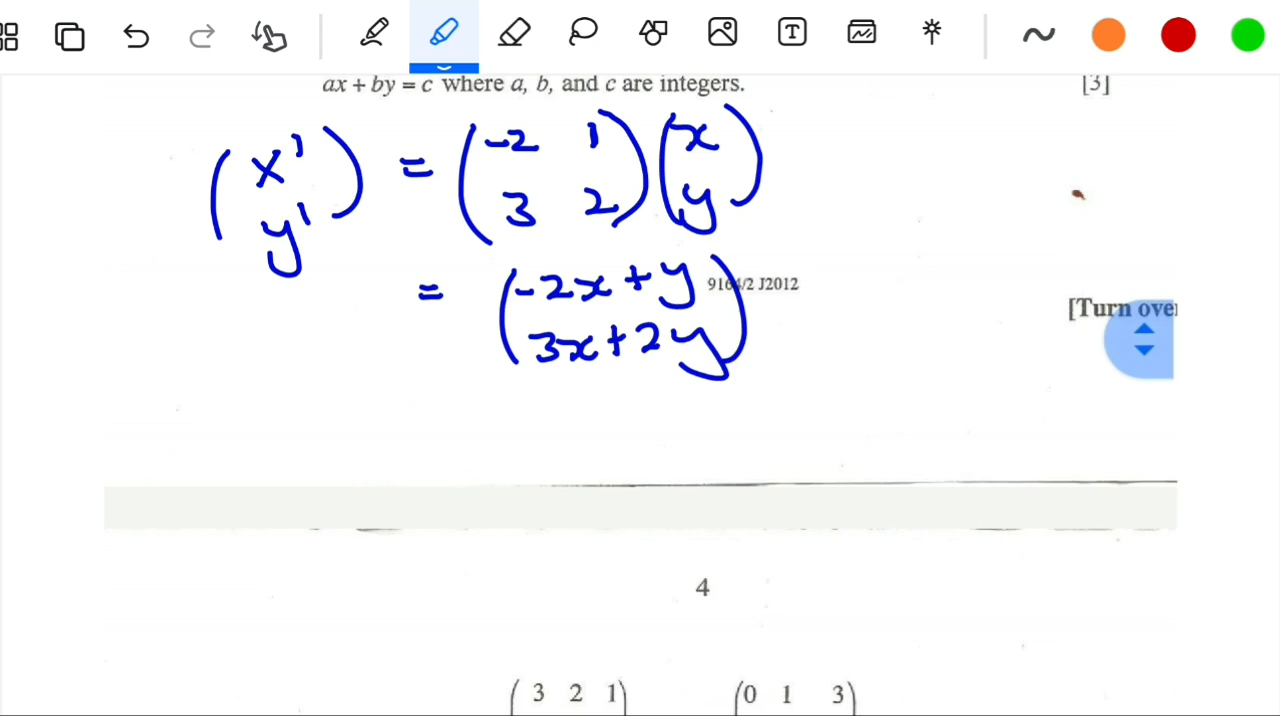 ax + by = c where a, b, and c are integers. [3]
(x' y') = (-2 1 3 2) (x y)
= (-2x+y 3x+2y)
9164/2 J2012
[Turn over
4
(3 2 1) (0 1 3)